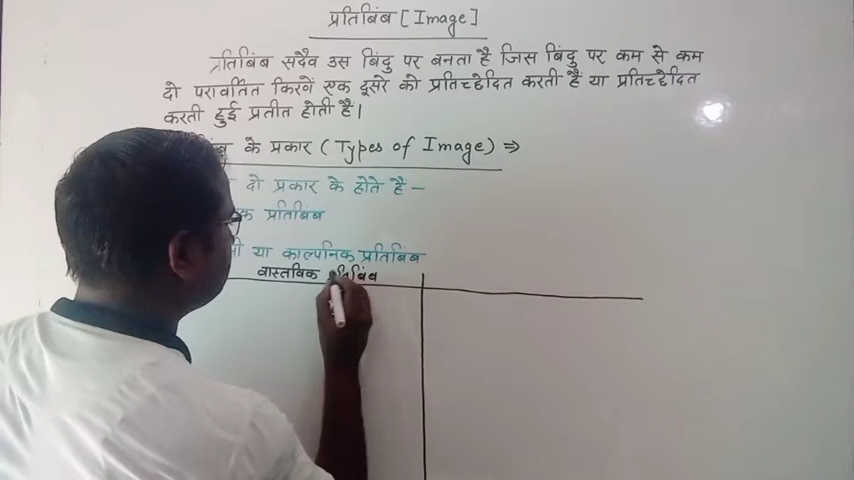 प्रतिबिंब [Image]
प्रतिबिंब सदैव उस बिंदु पर बनता है जिस बिंदु पर कम से कम
दो परावर्तित किरणें एक दूसरे को प्रतिच्छेदित करती हैं या प्रतिच्छेदित
करती हुई प्रतीत होती हैं।
के प्रकार (Types of Image) ⇒
दो प्रकार के होते है –
प्रतिबिंब
या काल्पनिक प्रतिबिंब
वास्तविक प्रतिबिंब